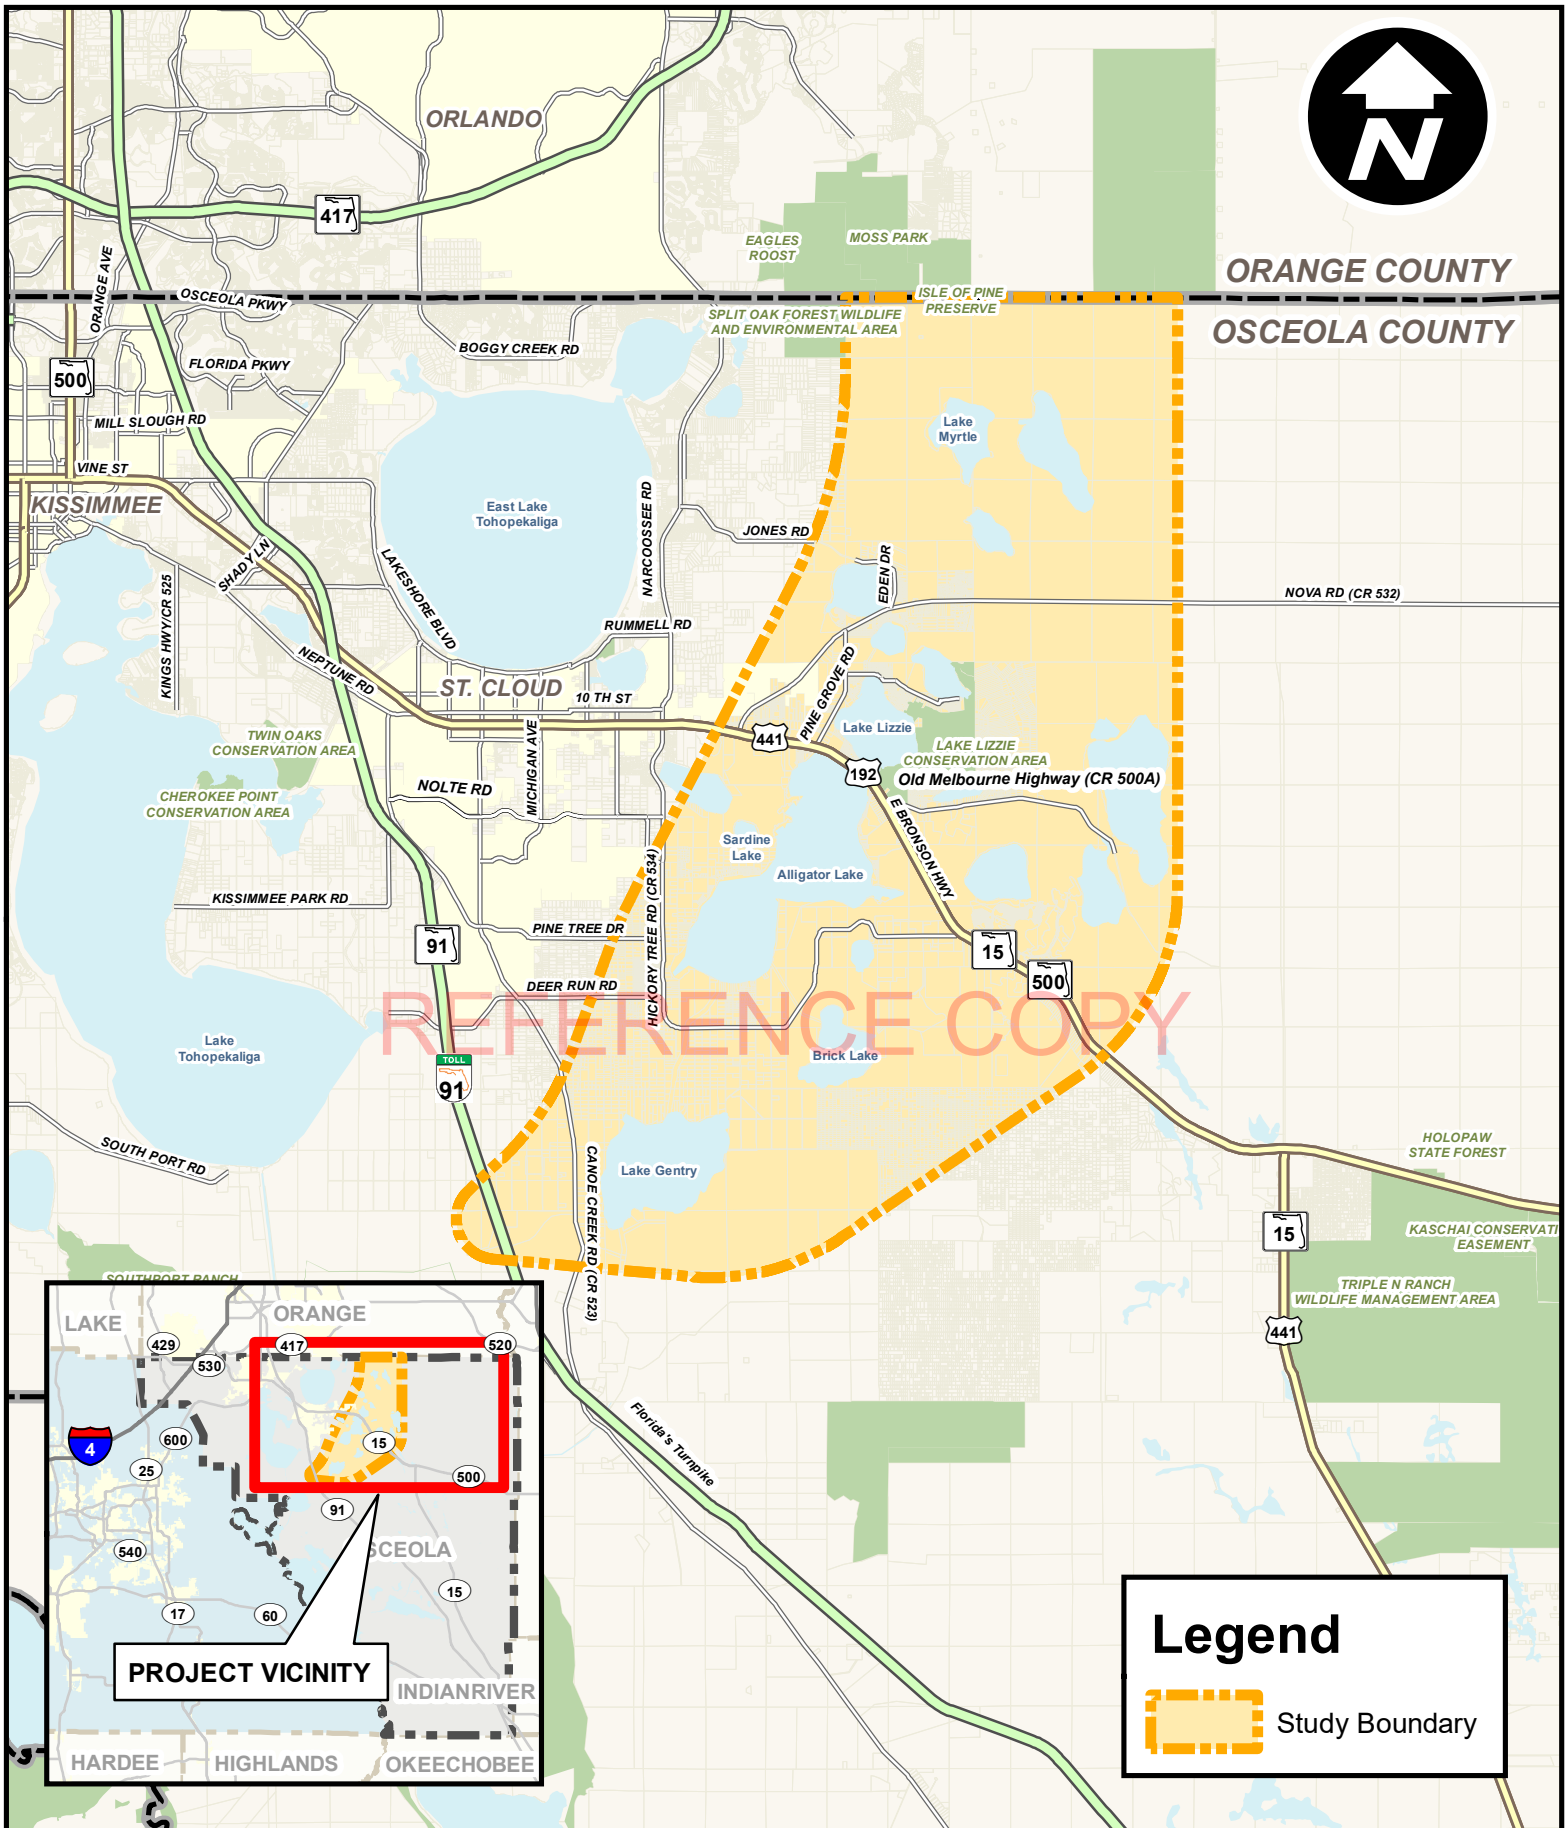 ORLANDO
417
EAGLES
ROOST
MOSS PARK
N
ORANGE COUNTY
OSCEOLA COUNTY
ORANGE AVE
OSCEOLA PKWY
ISLE OF PINE
PRESERVE
SPLIT OAK FOREST WILDLIFE
AND ENVIRONMENTAL AREA
BOGGY CREEK RD
FLORIDA PKWY
500
MILL SLOUGH RD
Lake
Myrtle
VINE ST
KISSIMMEE
East Lake
Tohopekaliga
NARCOOSSEE RD
JONES RD
SHADY LN
LAKESHORE BLVD
EDEN DR
KINGS HWY/CR 525
NOVA RD (CR 532)
RUMMELL RD
NEPTUNE RD
PINE GROVE RD
ST. CLOUD
10 TH ST
MICHIGAN AVE
441
Lake Lizzie
TWIN OAKS
CONSERVATION AREA
LAKE LIZZIE
CONSERVATION AREA
192
Old Melbourne Highway (CR 500A)
NOLTE RD
CHEROKEE POINT
CONSERVATION AREA
E BRONSON HWY
Sardine
Lake
Alligator Lake
HICKORY TREE RD (CR 534)
KISSIMMEE PARK RD
PINE TREE DR
91
15
500
DEER RUN RD
REFERENCE COPY
Lake
Tohopekaliga
Brick Lake
TOLL
91
SOUTH PORT RD
CANOE CREEK RD (CR 523)
Lake Gentry
HOLOPAW
STATE FOREST
15
KASCHAI CONSERVATI
EASEMENT
SOUTHPORT RANCH
TRIPLE N RANCH
WILDLIFE MANAGEMENT AREA
441
Florida's Turnpike
LAKE
ORANGE
429
417
520
530
4
600
15
25
500
91
540
SCEOLA
15
17
60
PROJECT VICINITY
INDIANRIVER
HARDEE
HIGHLANDS
OKEECHOBEE
Legend
Study Boundary